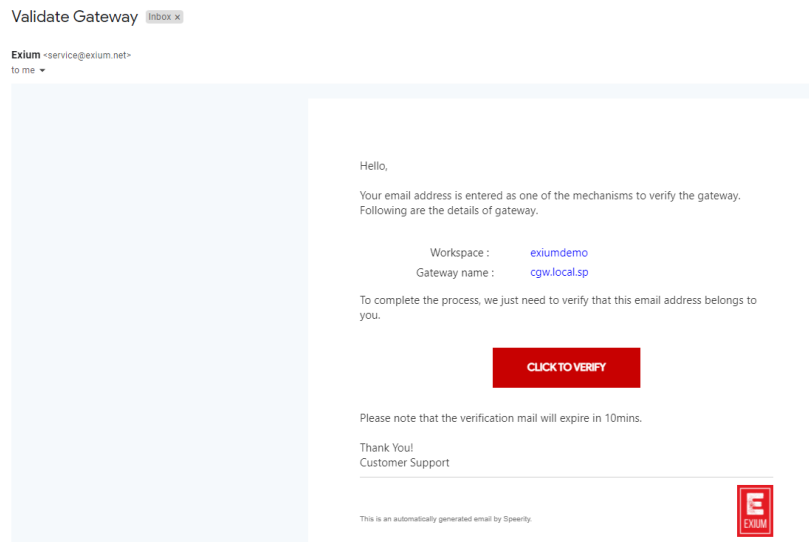 Validate Gateway Inbox x
Exium <service@exium.net>
to me
Hello,
Your email address is entered as one of the mechanisms to verify the gateway.
Following are the details of gateway.
Workspace : exiumdemo
Gateway name : cgw.local.sp
To complete the process, we just need to verify that this email address belongs to
you.
CLICK TO VERIFY
Please note that the verification mail will expire in 10mins.
Thank You!
Customer Support
This is an automatically generated email by Speerity.
E
EXIUM